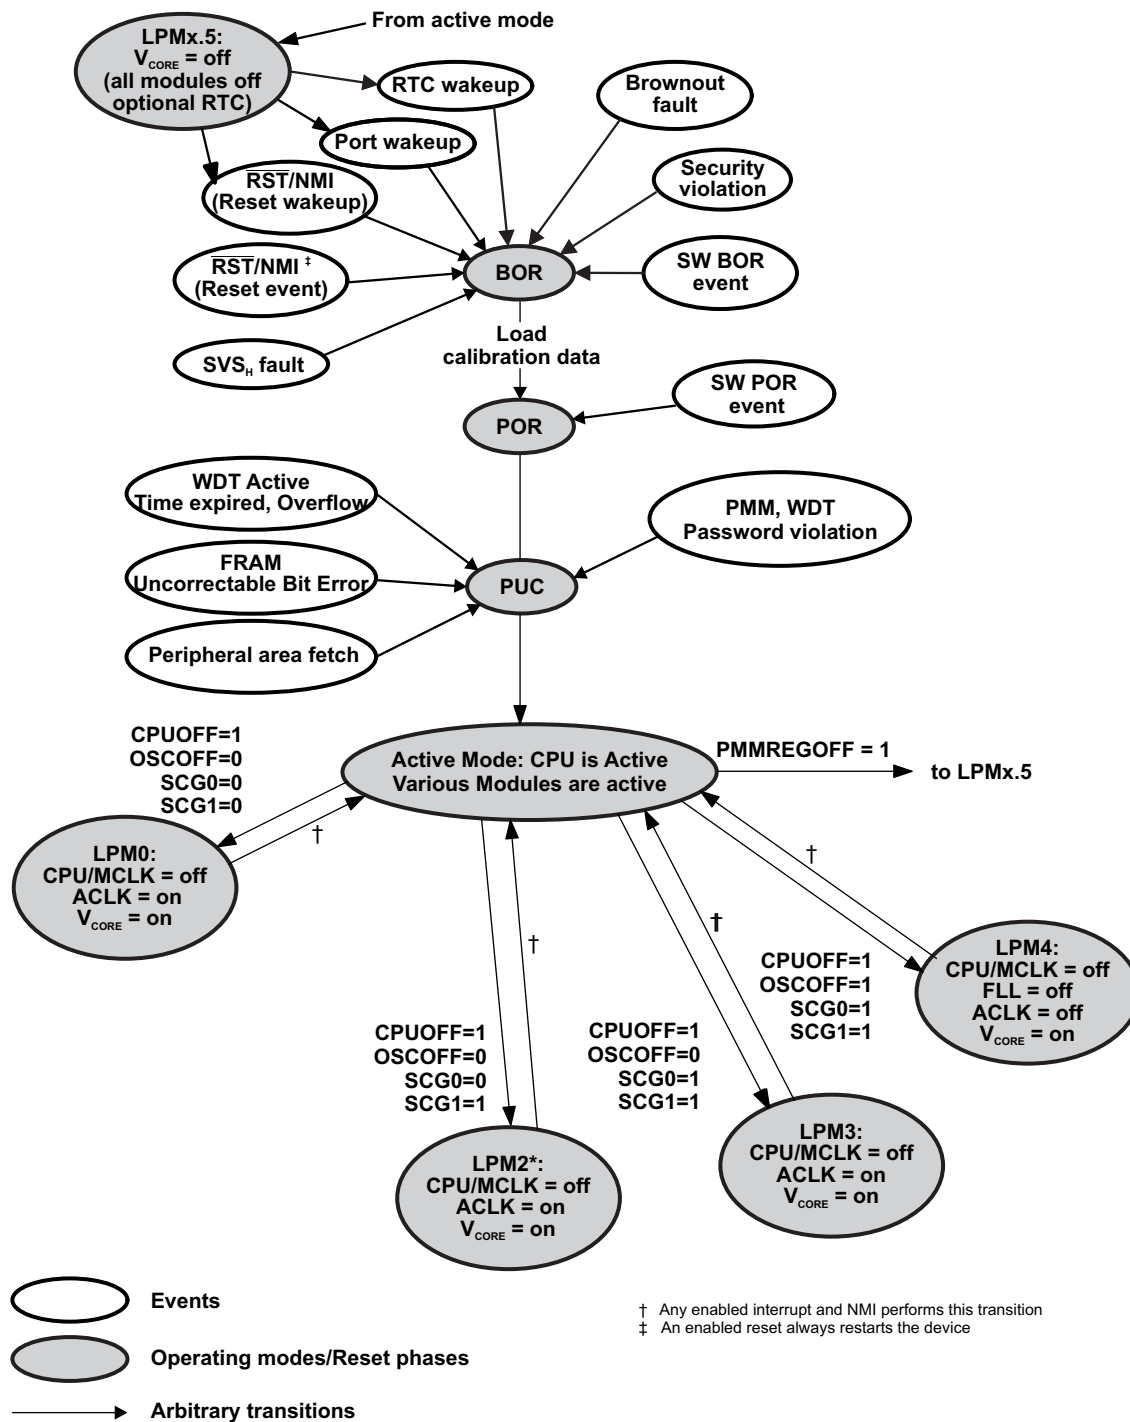 From active mode
LPMx.5:
VCORE = off
(all modules off
optional RTC)
RTC wakeup
Brownout
fault
Port wakeup
Security
violation
RST/NMI
(Reset wakeup)
BOR
SW BOR
event
RST/NMI ‡
(Reset event)
Load
calibration data
SVSH fault
SW POR
event
POR
WDT Active
Time expired, Overflow
PMM, WDT
Password violation
FRAM
Uncorrectable Bit Error
PUC
Peripheral area fetch
CPUOFF=1
OSCOFF=0
SCG0=0
SCG1=0
Active Mode: CPU is Active
Various Modules are active
PMMREGOFF = 1
to LPMx.5
†
LPM0:
CPU/MCLK = off
ACLK = on
VCORE = on
†
†
†
CPUOFF=1
OSCOFF=1
SCG0=1
SCG1=1
LPM4:
CPU/MCLK = off
FLL = off
ACLK = off
VCORE = on
CPUOFF=1
OSCOFF=0
SCG0=0
SCG1=1
CPUOFF=1
OSCOFF=0
SCG0=1
SCG1=1
LPM2*:
CPU/MCLK = off
ACLK = on
VCORE = on
LPM3:
CPU/MCLK = off
ACLK = on
VCORE = on
Events
Operating modes/Reset phases
Arbitrary transitions
† Any enabled interrupt and NMI performs this transition
‡ An enabled reset always restarts the device